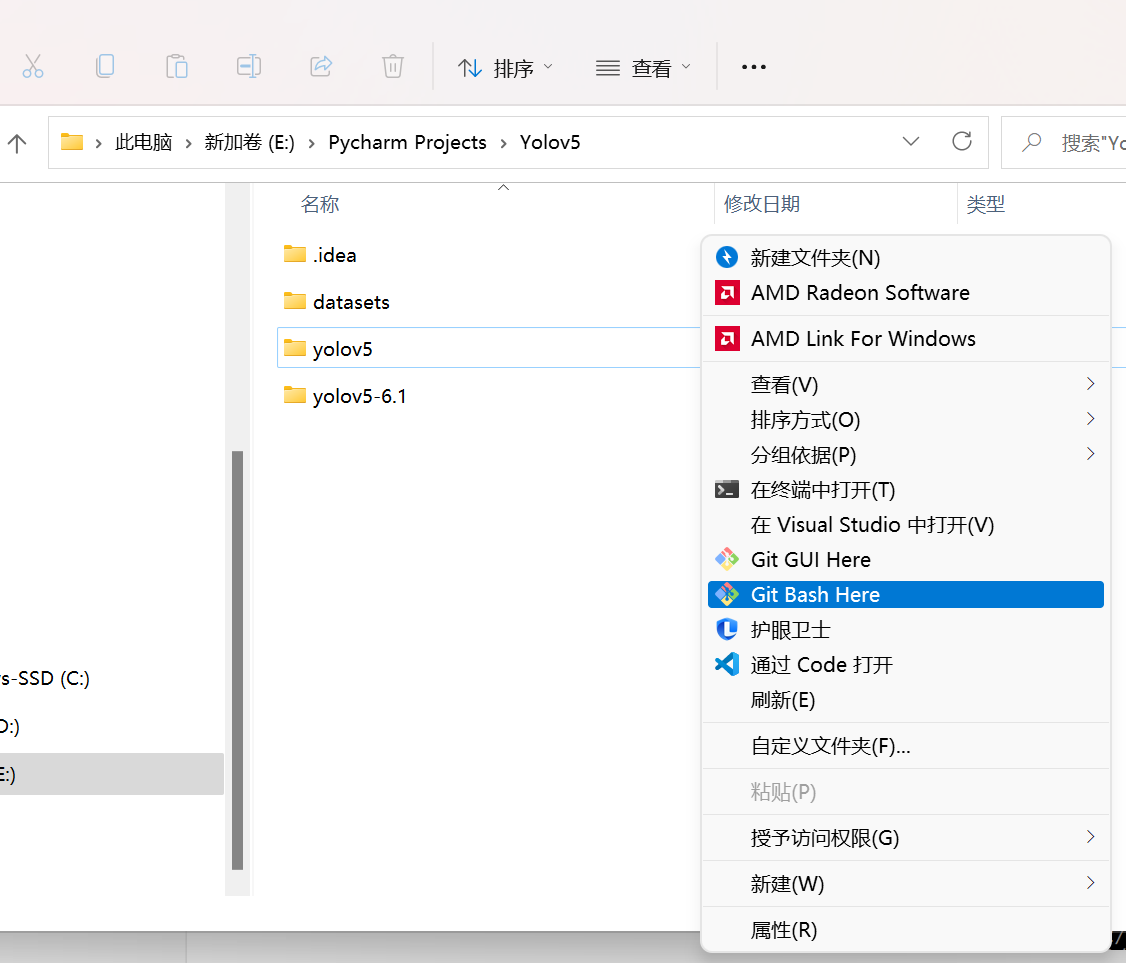 排序
查看
此电脑 > 新加卷 (E:) > Pycharm Projects > Yolov5
搜索"Yo
名称
修改日期
类型
.idea
datasets
yolov5
yolov5-6.1
s-SSD (C:)
D:)
E:)
新建文件夹(N)
AMD Radeon Software
AMD Link For Windows
查看(V)
排序方式(O)
分组依据(P)
在终端中打开(T)
在 Visual Studio 中打开(V)
Git GUI Here
Git Bash Here
护眼卫士
通过 Code 打开
刷新(E)
自定义文件夹(F)...
粘贴(P)
授予访问权限(G)
新建(W)
属性(R)